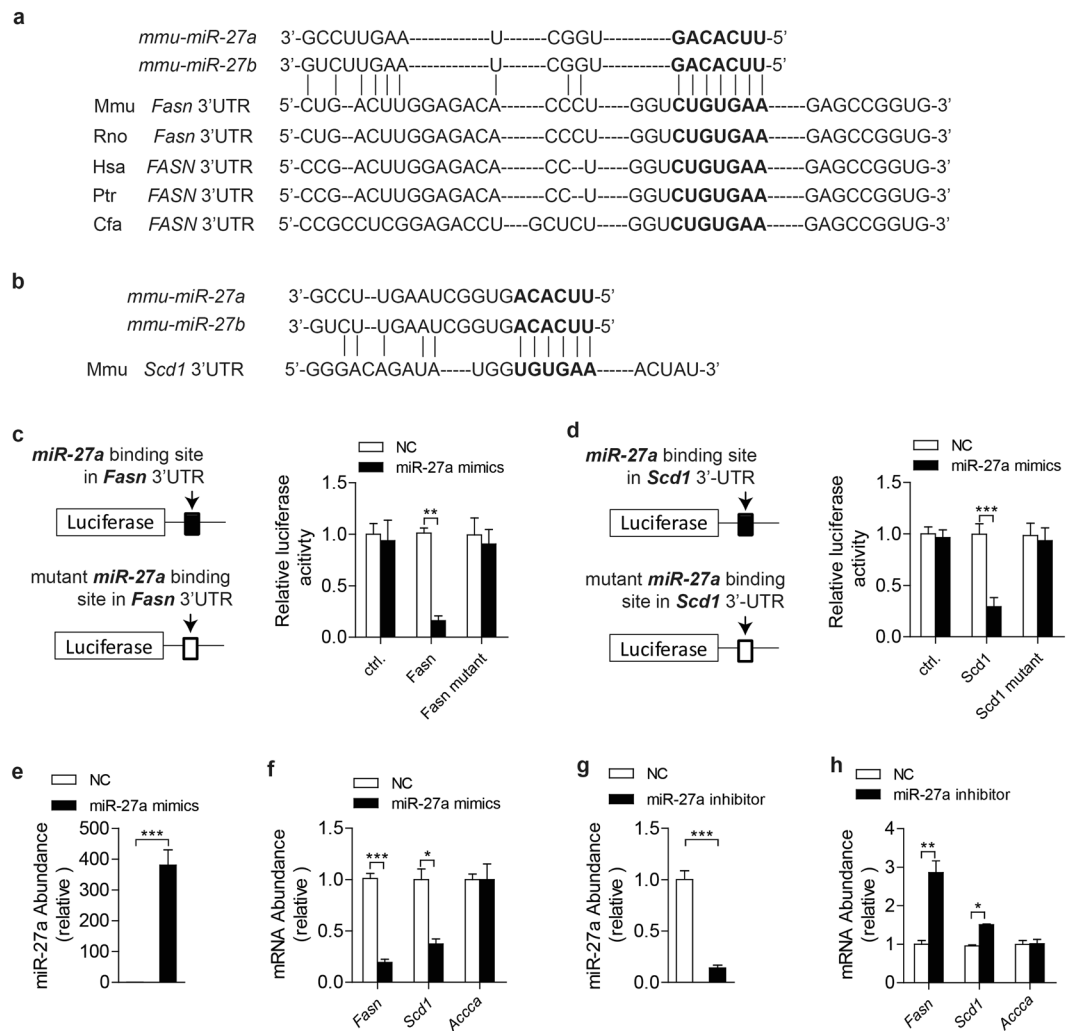 a
mmu-miR-27a 3'-GCCUUGAA------------U------CGGU-----------GACACUU-5'
mmu-miR-27b 3'-GUCUUGAA------------U------CGGU-----------GACACUU-5'
Mmu Fasn 3'UTR 5'-CUG--ACUUGGAGACA-------CCCU------GGUCUGUGAA------GAGCCGGUG-3'
Rno Fasn 3'UTR 5'-CUG--ACUUGGAGACA-------CCCU------GGUCUGUGAA------GAGCCGGUG-3'
Hsa FASN 3'UTR 5'-CCG--ACUUGGAGACA-------CC--U------GGUCUGUGAA------GAGCCGGUG-3'
Ptr FASN 3'UTR 5'-CCG--ACUUGGAGACA-------CC--U------GGUCUGUGAA------GAGCCGGUG-3'
Cfa FASN 3'UTR 5'-CCGCCUCGGAGACCU----GCUCU-----GGUCUGUGAA------GAGCCGGUG-3'
b
mmu-miR-27a 3'-GCCU--UGAAUCGGUGACACUU-5'
mmu-miR-27b 3'-GUCU--UGAAUCGGUGACACUU-5'
Mmu Scd1 3'UTR 5'-GGGACAGAUA-----UGGUGUGAA------ACUAU-3'
c
miR-27a binding site
in Fasn 3'UTR
Luciferase
mutant miR-27a binding
site in Fasn 3'UTR
Luciferase
NC
miR-27a mimics
Relative luciferase
acitivty
1.5
1.0
0.5
0.0
**
ctrl.
Fasn
Fasn mutant
d
miR-27a binding site
in Scd1 3'-UTR
Luciferase
mutant miR-27a binding
site in Scd1 3'-UTR
Luciferase
NC
miR-27a mimics
Relative luciferase
activity
1.5
1.0
0.5
0.0
***
ctrl.
Scd1
Scd1 mutant
e
NC
miR-27a mimics
miR-27a Abundance
(relative )
500
400
300
200
100
0
***
f
NC
miR-27a mimics
mRNA Abundance
(relative )
1.5
1.0
0.5
0.0
***
*
Fasn
Scd1
Accca
g
NC
miR-27a inhibitor
miR-27a Abundance
(relative )
1.5
1.0
0.5
0.0
***
h
NC
miR-27a inhibitor
mRNA Abundance
(relative )
4
3
2
1
0
**
*
Fasn
Scd1
Accca